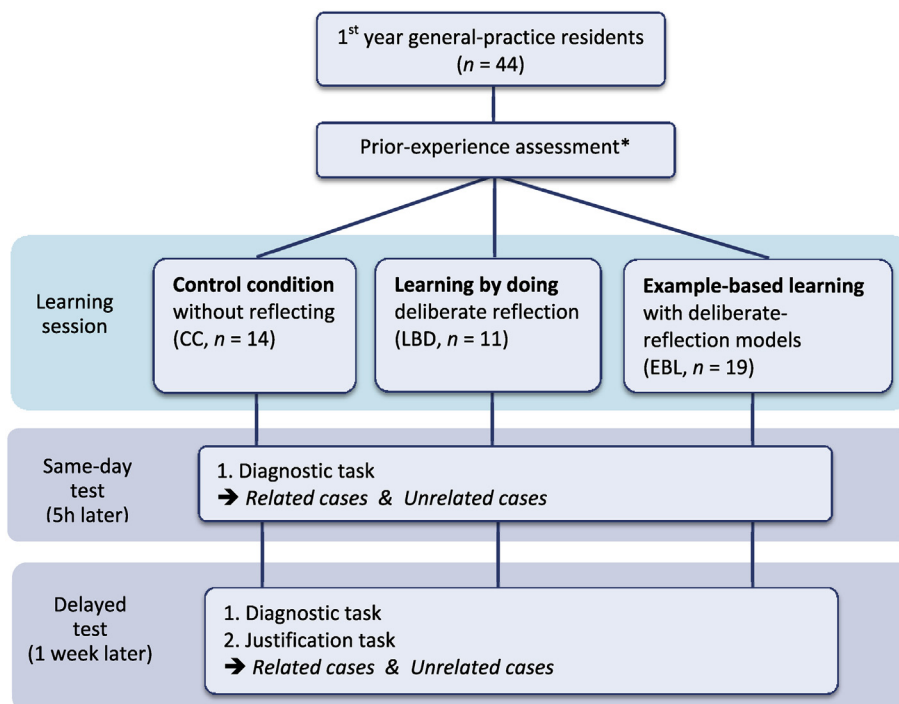 1st year general-practice residents
(n = 44)
Prior-experience assessment*
Learning
session
Control condition
without reflecting
(CC, n = 14)
Learning by doing
deliberate reflection
(LBD, n = 11)
Example-based learning
with deliberate-
reflection models
(EBL, n = 19)
Same-day
test
(5h later)
1. Diagnostic task
➔ Related cases & Unrelated cases
Delayed
test
(1 week later)
1. Diagnostic task
2. Justification task
➔ Related cases & Unrelated cases